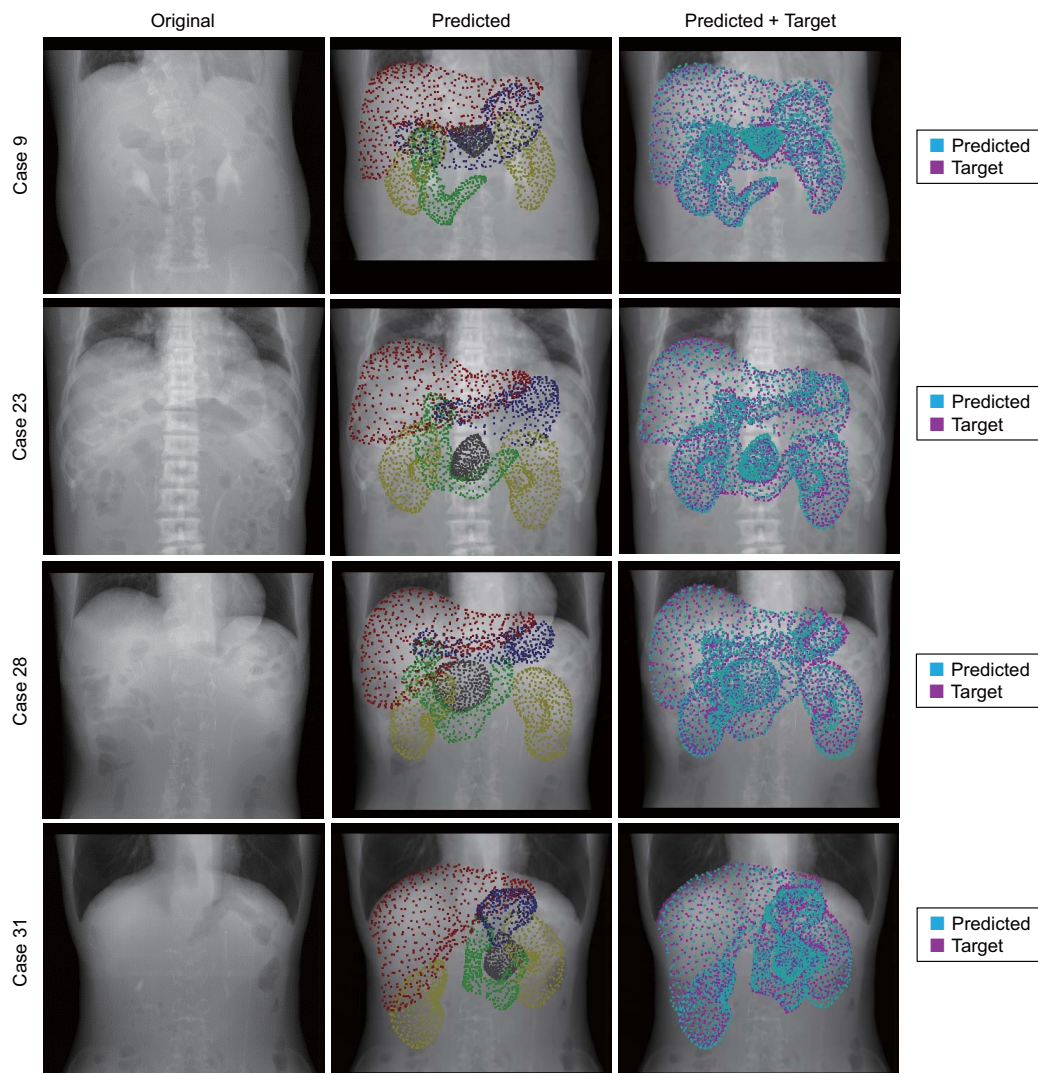 Original
Predicted
Predicted + Target
Case 9
Predicted
Target
Case 23
Predicted
Target
Case 28
Predicted
Target
Case 31
Predicted
Target